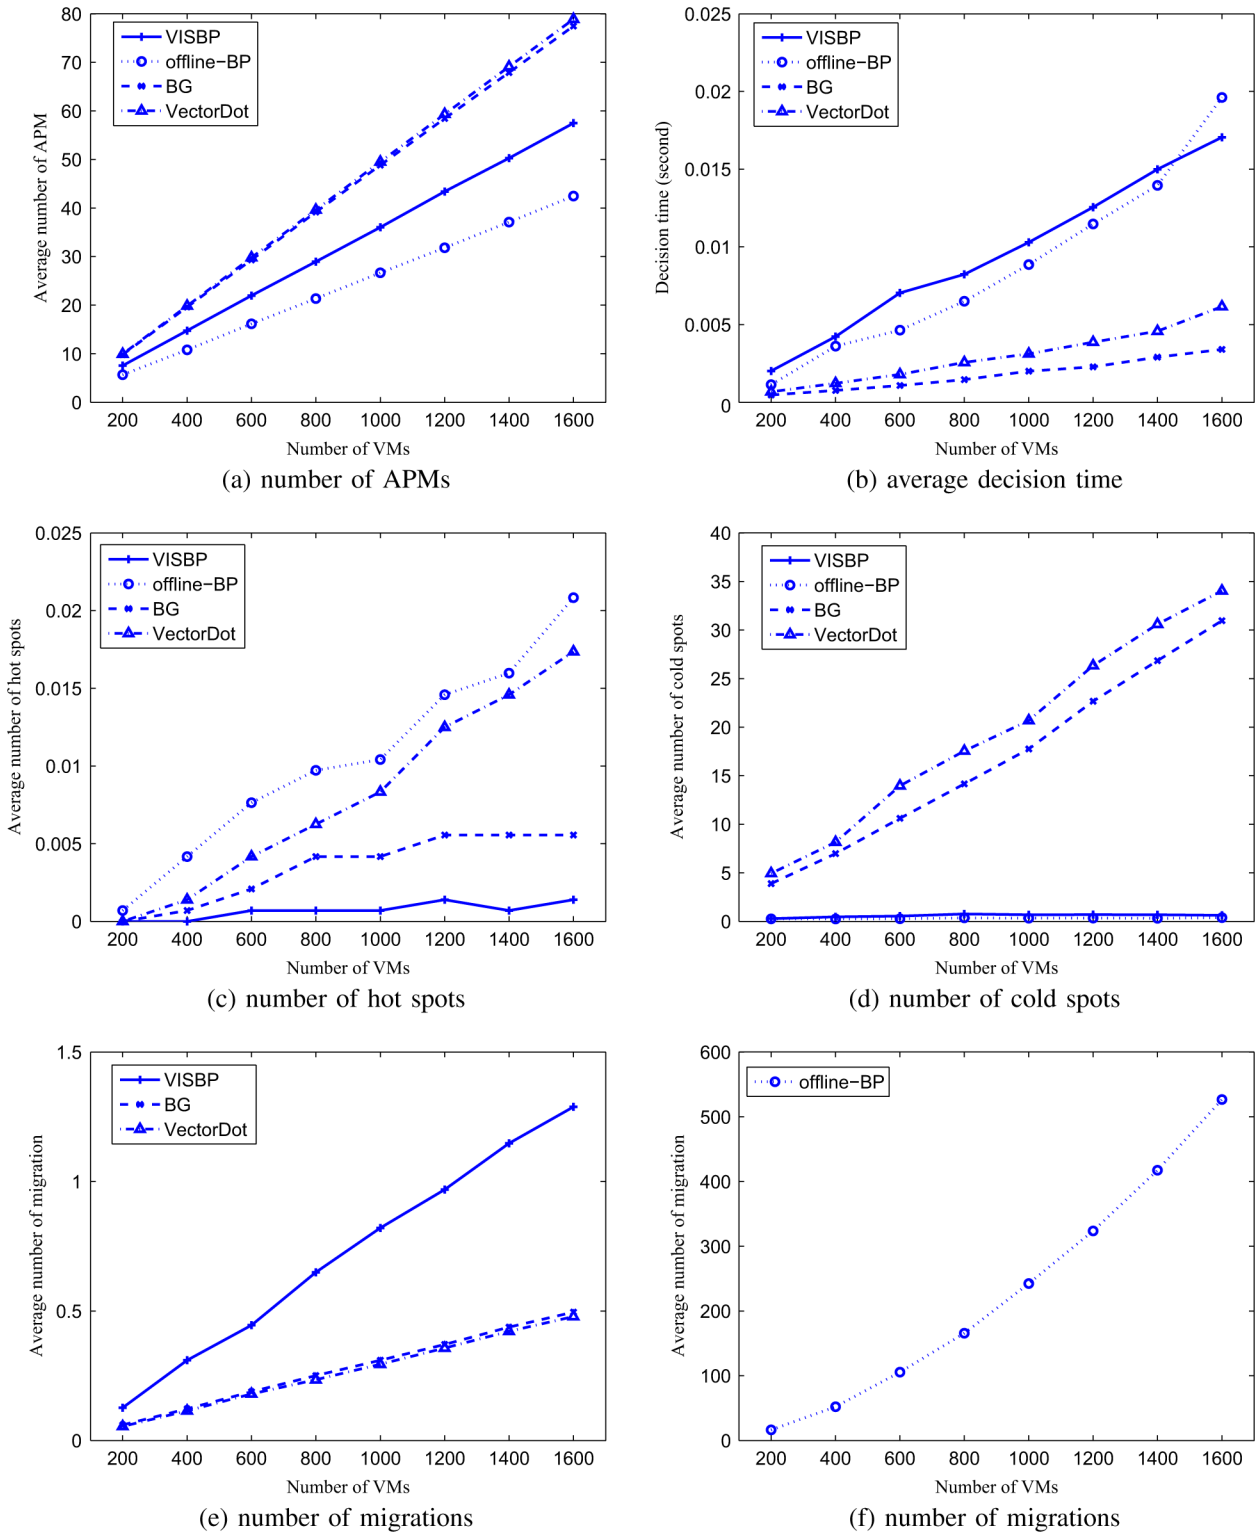 80
70
60
50
40
30
20
10
0
Average number of APM
VISBP
offline-BP
BG
VectorDot
200 400 600 800 1000 1200 1400 1600
Number of VMs
(a) number of APMs
0.025
0.02
0.015
0.01
0.005
0
Decision time (second)
VISBP
offline-BP
BG
VectorDot
200 400 600 800 1000 1200 1400 1600
Number of VMs
(b) average decision time
0.025
0.02
0.015
0.01
0.005
0
Average number of hot spots
VISBP
offline-BP
BG
VectorDot
200 400 600 800 1000 1200 1400 1600
Number of VMs
(c) number of hot spots
40
35
30
25
20
15
10
5
0
Average number of cold spots
VISBP
offline-BP
BG
VectorDot
200 400 600 800 1000 1200 1400 1600
Number of VMs
(d) number of cold spots
1.5
1
0.5
0
Average number of migration
VISBP
BG
VectorDot
200 400 600 800 1000 1200 1400 1600
Number of VMs
(e) number of migrations
600
500
400
300
200
100
0
Average number of migration
offline-BP
200 400 600 800 1000 1200 1400 1600
Number of VMs
(f) number of migrations